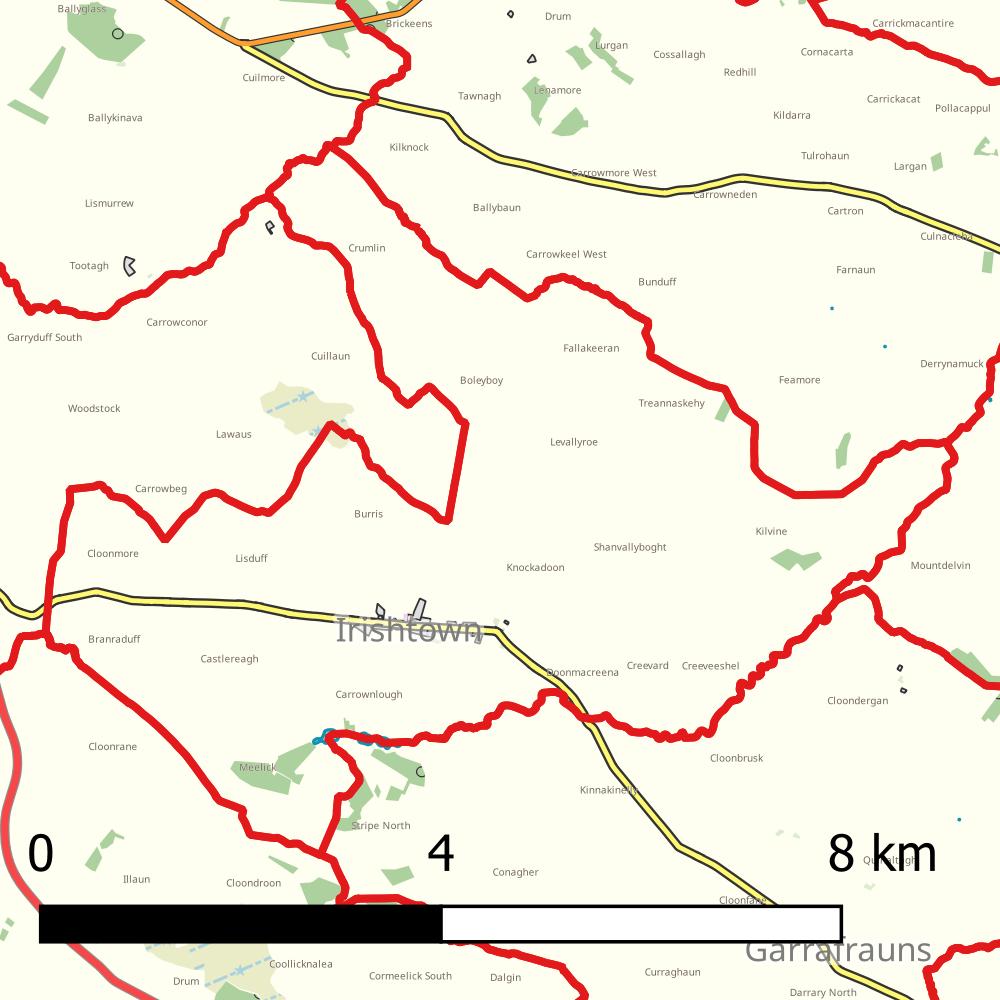 Ballyglass
Brickeens
Drum
Carrickmacantire
Lurgan
Cossallagh
Cornacarta
Redhill
Cuilmore
Lenamore
Tawnagh
Carrickacat
Pollacappul
Ballykinava
Kildarra
Kilknock
Tulrohaun
Largan
Carrowmore West
Carrowneden
Lismurrew
Ballybaun
Cartron
Culnacleha
Crumlin
Carrowkeel West
Tootagh
Farnaun
Bunduff
Carrowconor
Garryduff South
Fallakeeran
Cuillaun
Derrynamuck
Boleyboy
Feamore
Treannaskehy
Woodstock
Lawaus
Levallyroe
Carrowbeg
Burris
Kilvine
Shanvallyboght
Cloonmore
Lisduff
Knockadoon
Mountdelvin
Irishtown
Branraduff
Castlereagh
Doonmacreena
Creevard
Creeveeshel
Carrownlough
Cloondergan
Cloonrane
Cloonbrusk
Meelick
Kinnakinelly
Stripe North
0
4
8 km
Conagher
Illaun
Cloondroon
Cloonfane
Garrafrauns
Coollicknalea
Drum
Cormeelick South
Dalgin
Curraghaun
Darrary North